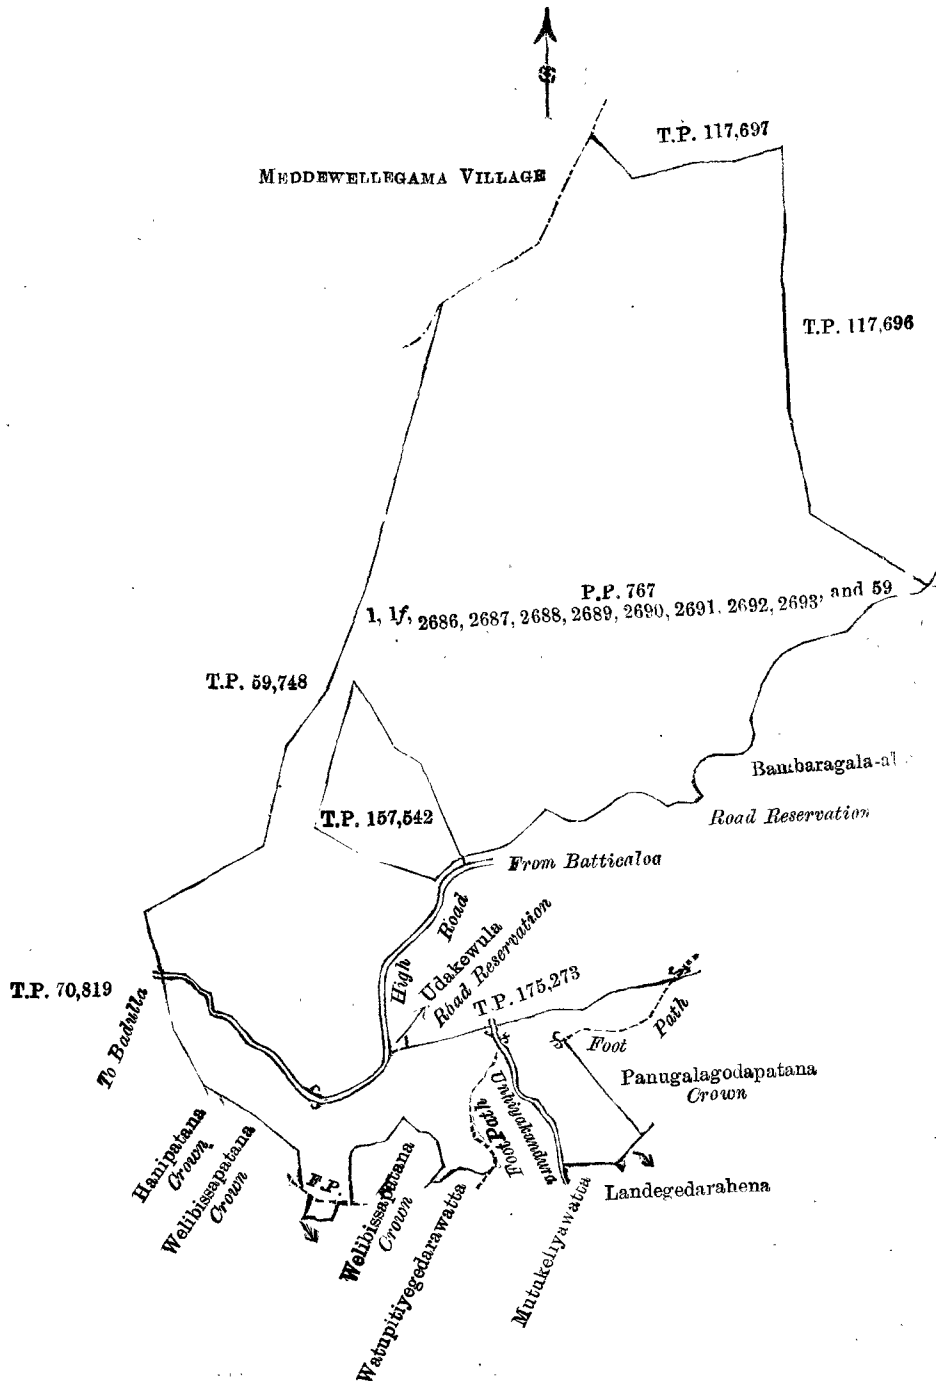 T.P. 117,697
MEDDEWELLEGAMA VILLAGE
T.P. 117,696
P.P. 767
1, 1f, 2686, 2687, 2688, 2689, 2690, 2691, 2692, 2693, and 59
T.P. 59,748
Bambaragala-
Road Reservation
T.P. 157,542
From Batticaloa
High Road
Udakewula
Road Reservation
T.P. 175,273
T.P. 70,819
To Badulla
Foot Path
Panugalagodapatana
Crown
Foot Path
Hanipatana
Crown
Welibissapatana
Crown
F.P.
Welibissapatana
Crown
Watupitiyegedarawatta
Mutukeliyawatta
Landegedarahena